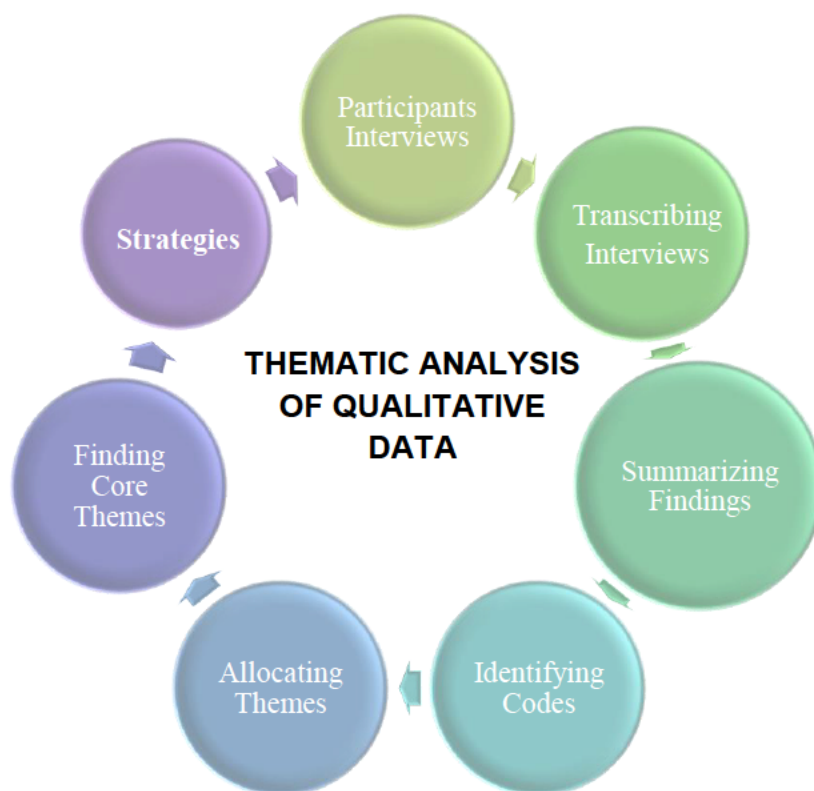 Participants
Interviews
Transcribing
Interviews
Summarizing
Findings
Identifying
Codes
Allocating
Themes
Finding
Core
Themes
Strategies
THEMATIC ANALYSIS
OF QUALITATIVE
DATA